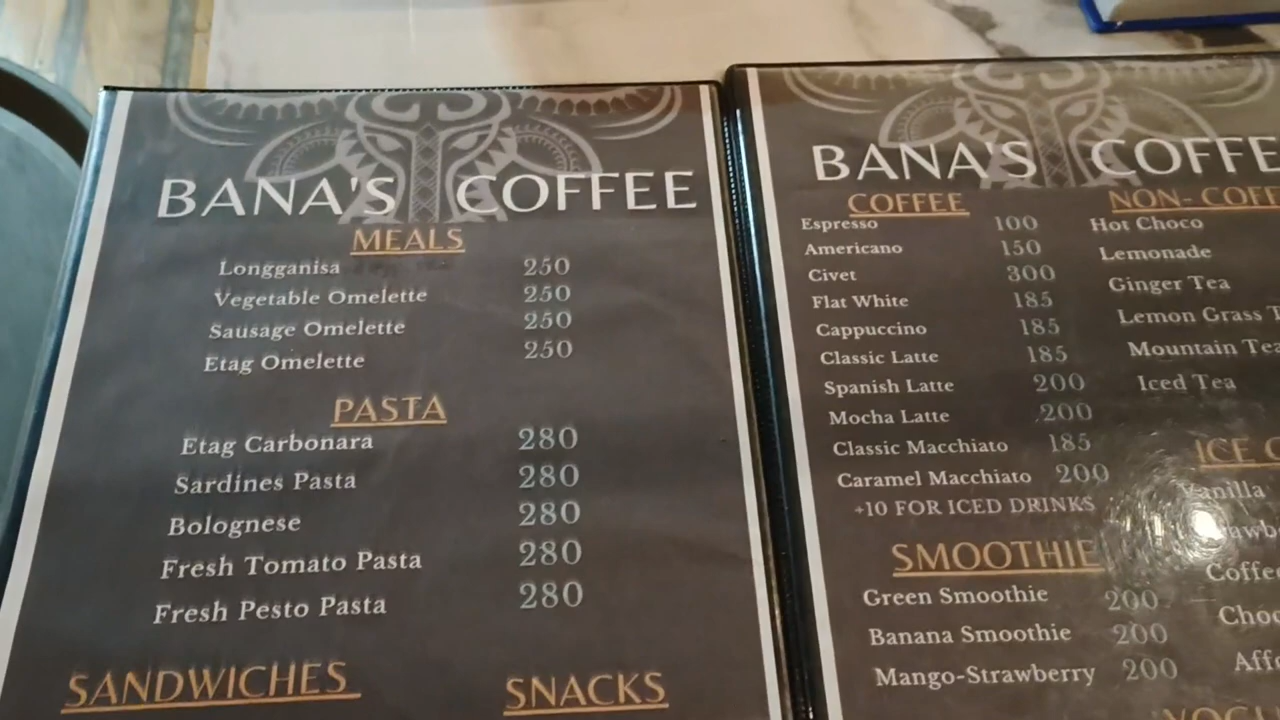 BANA'S COFFEE
MEALS
Longganisa 250
Vegetable Omelette 250
Sausage Omelette 250
Etag Omelette 250
PASTA
Etag Carbonara 280
Sardines Pasta 280
Bolognese 280
Fresh Tomato Pasta 280
Fresh Pesto Pasta 280
SANDWICHES
SNACKS
BANA'S COFFE
COFFEE
Espresso 100
Americano 150
Civet 300
Flat White 185
Cappuccino 185
Classic Latte 185
Spanish Latte 200
Mocha Latte 200
Classic Macchiato 185
Caramel Macchiato 200
+10 FOR ICED DRINKS
SMOOTHIE
Green Smoothie 200
Banana Smoothie 200
Mango-Strawberry 200
NON- COFF
Hot Choco
Lemonade
Ginger Tea
Lemon Grass T
Mountain Tea
Iced Tea
ICE
Vanilla
Coffee
Choc
Affo